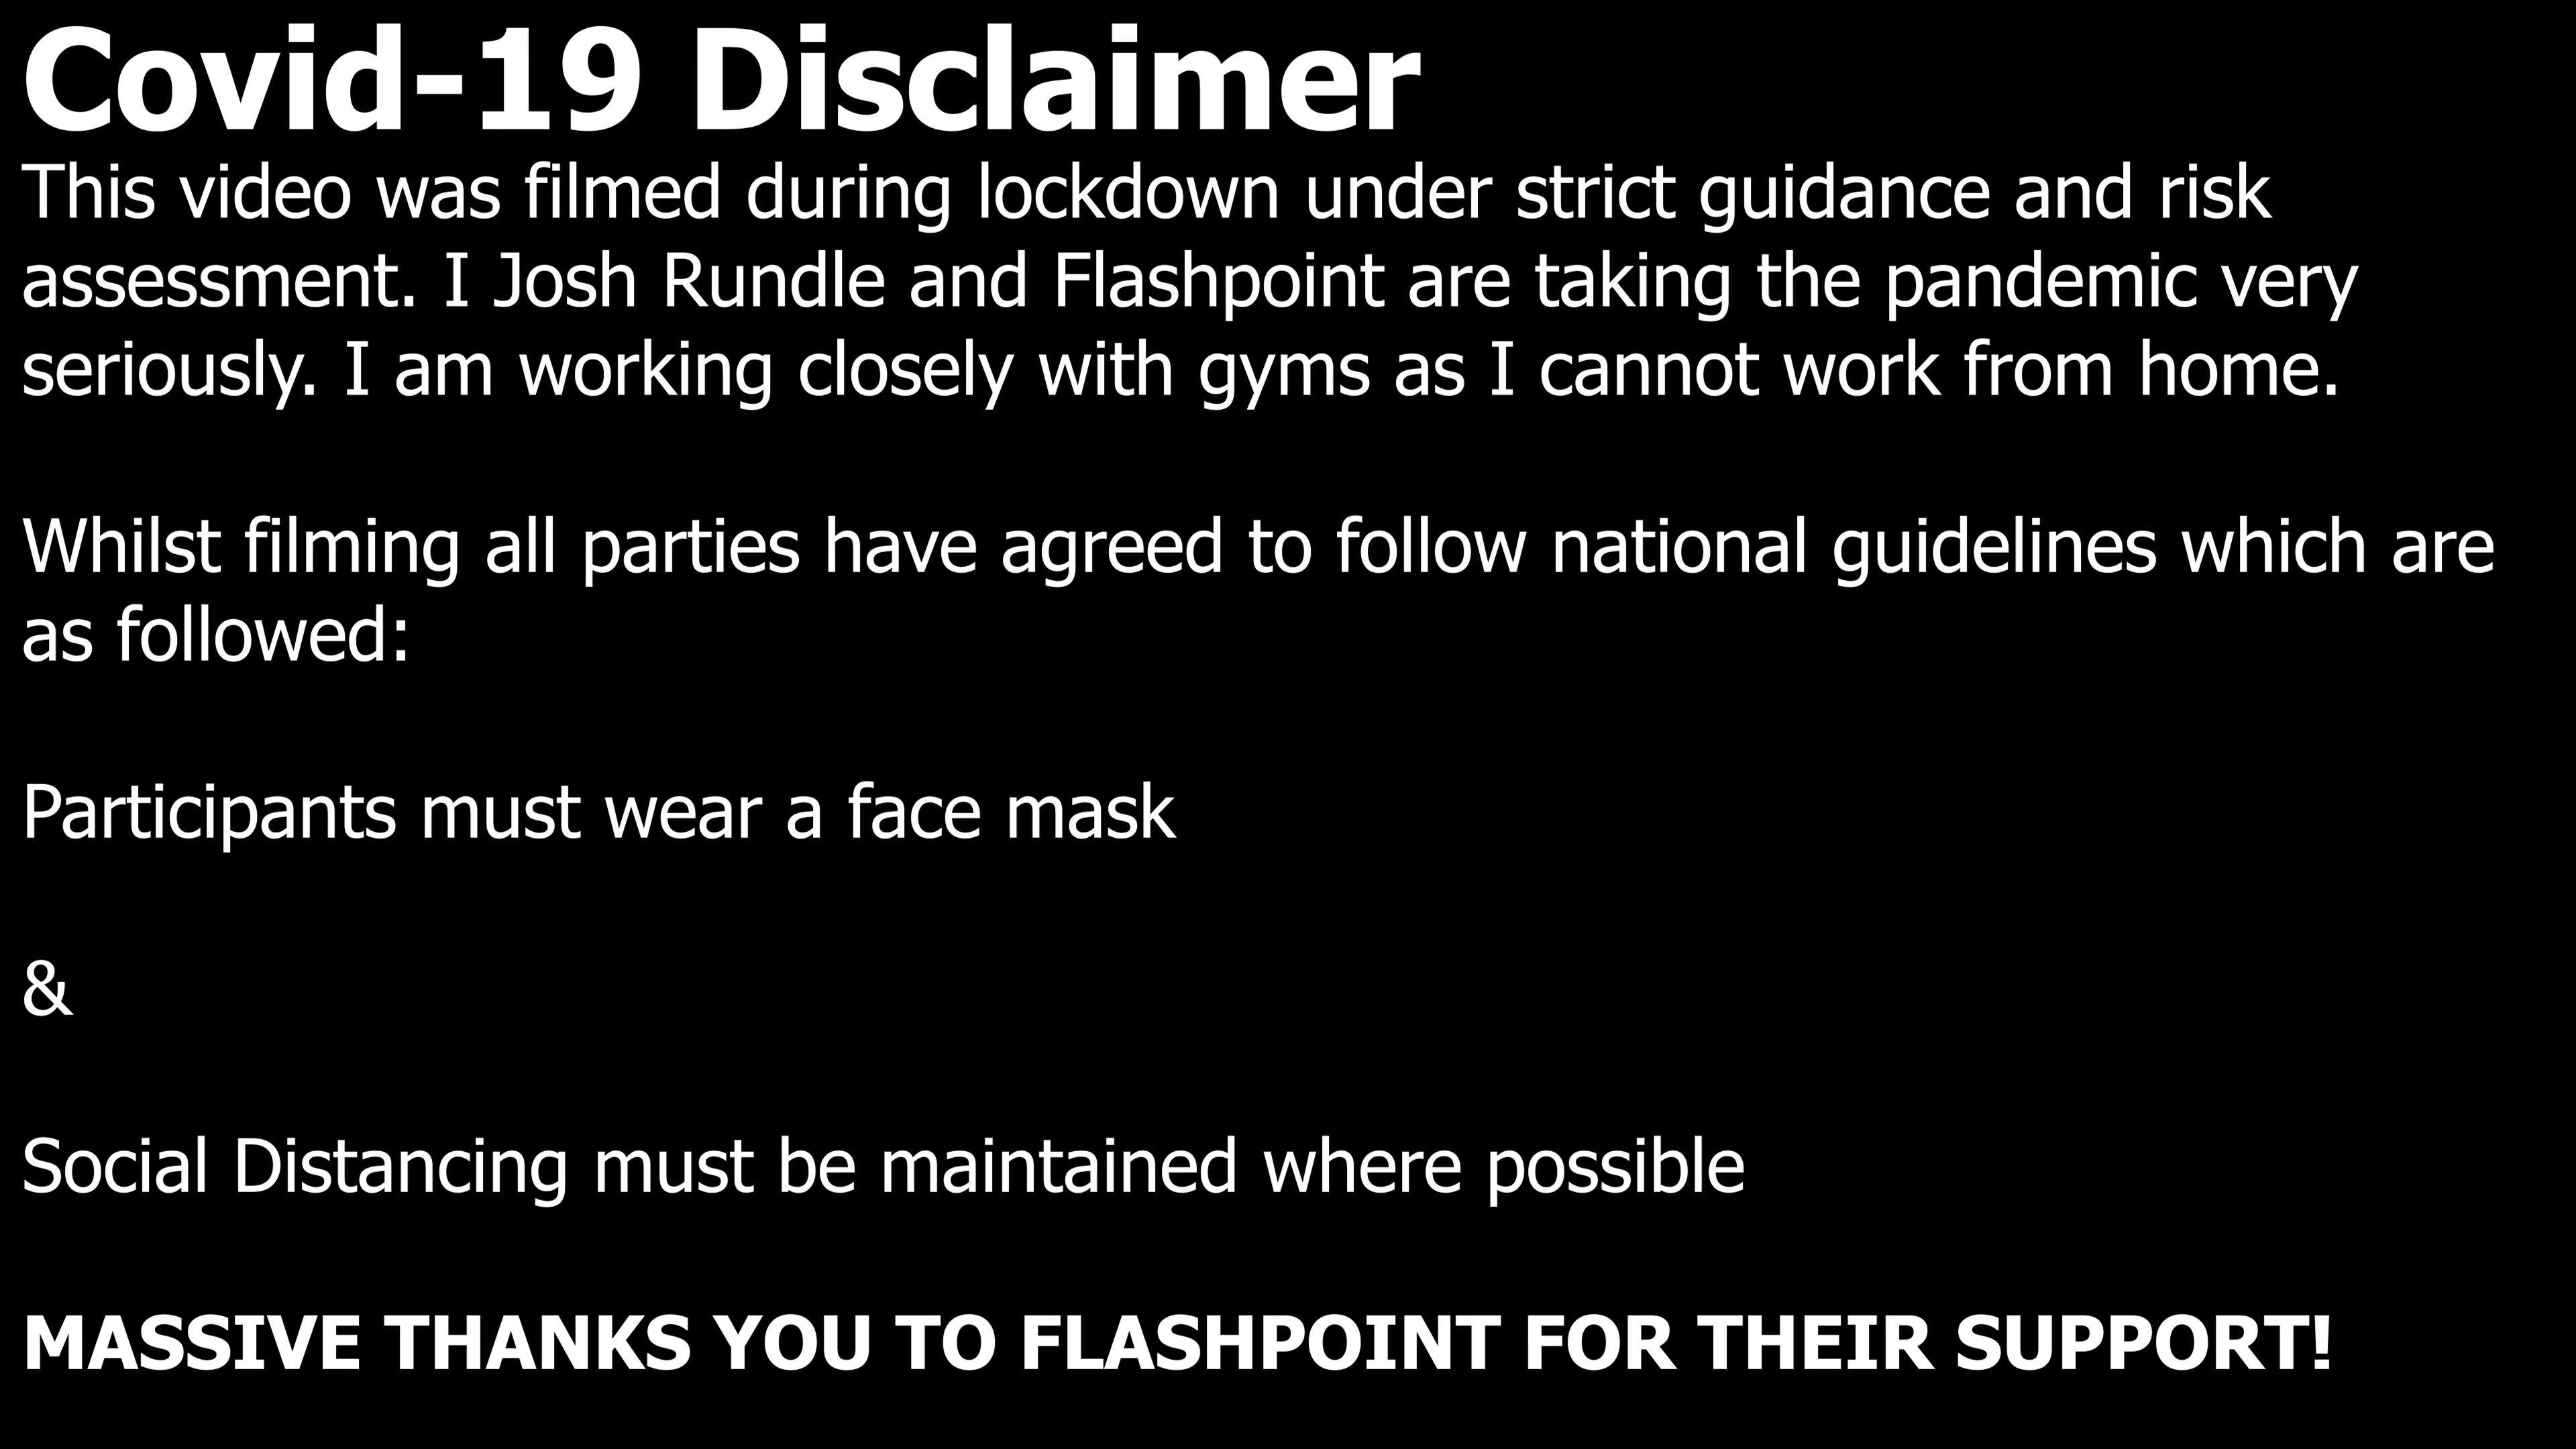 Covid-19 Disclaimer
This video was filmed during lockdown under strict guidance and risk
assessment. I Josh Rundle and Flashpoint are taking the pandemic very
seriously. I am working closely with gyms as I cannot work from home.
Whilst filming all parties have agreed to follow national guidelines which are
as followed:
Participants must wear a face mask
&
Social Distancing must be maintained where possible
MASSIVE THANKS YOU TO FLASHPOINT FOR THEIR SUPPORT!